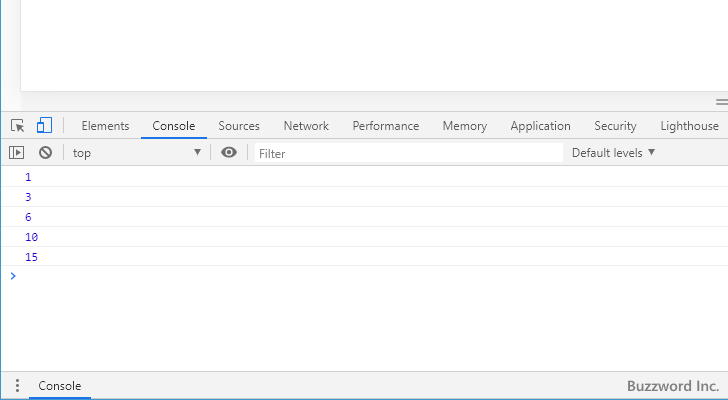 Elements Console Sources Network Performance Memory Application Security Lighthouse
top Filter Default levels
1
3
6
10
15
Console
Buzzword Inc.